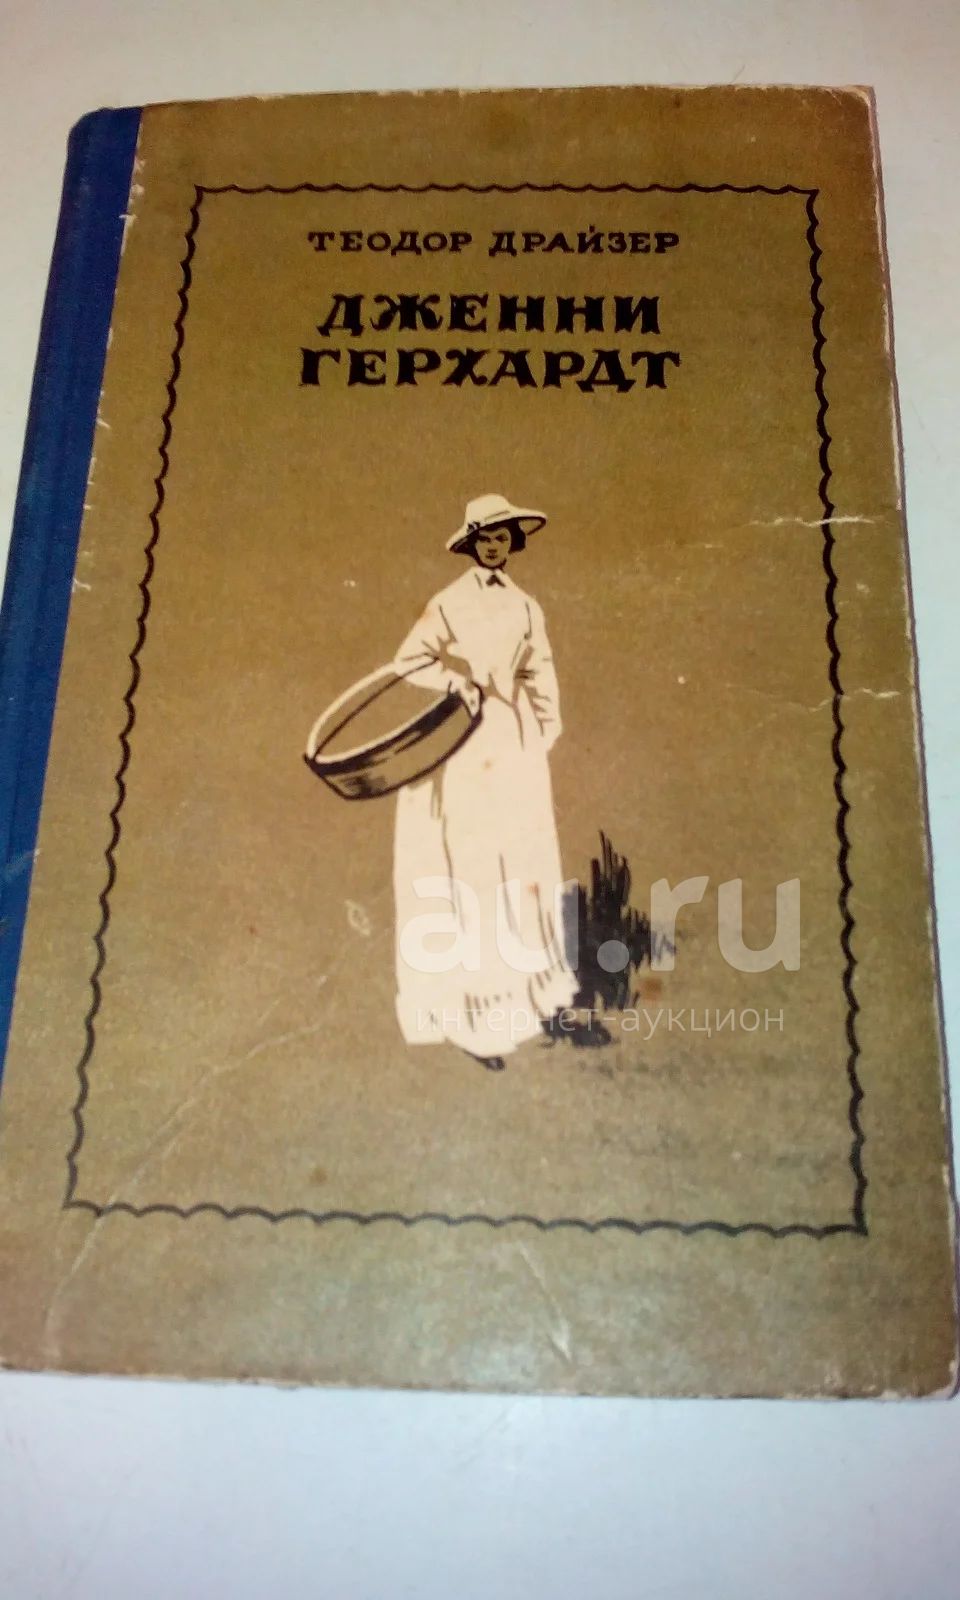 ТЕОДОР ДРАЙЗЕР
ДЖЕННИ
ГЕРХАРДТ
au.ru
интернет-аукцион